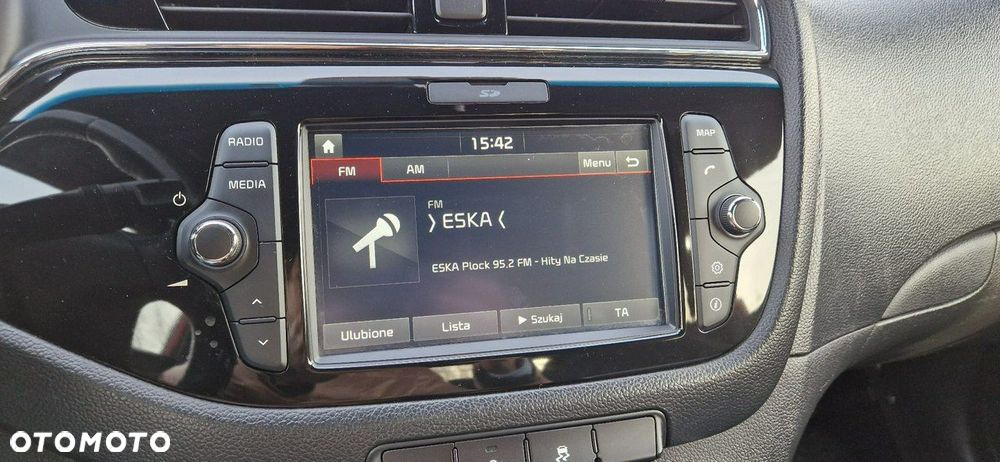 SD
RADIO
MEDIA
15:42
FM
AM
Menu
FM
ESKA
ESKA Plock 95.2 FM - Hity Na Czasie
Ulubione
Lista
Szukaj
TA
MAP
OTOMOTO